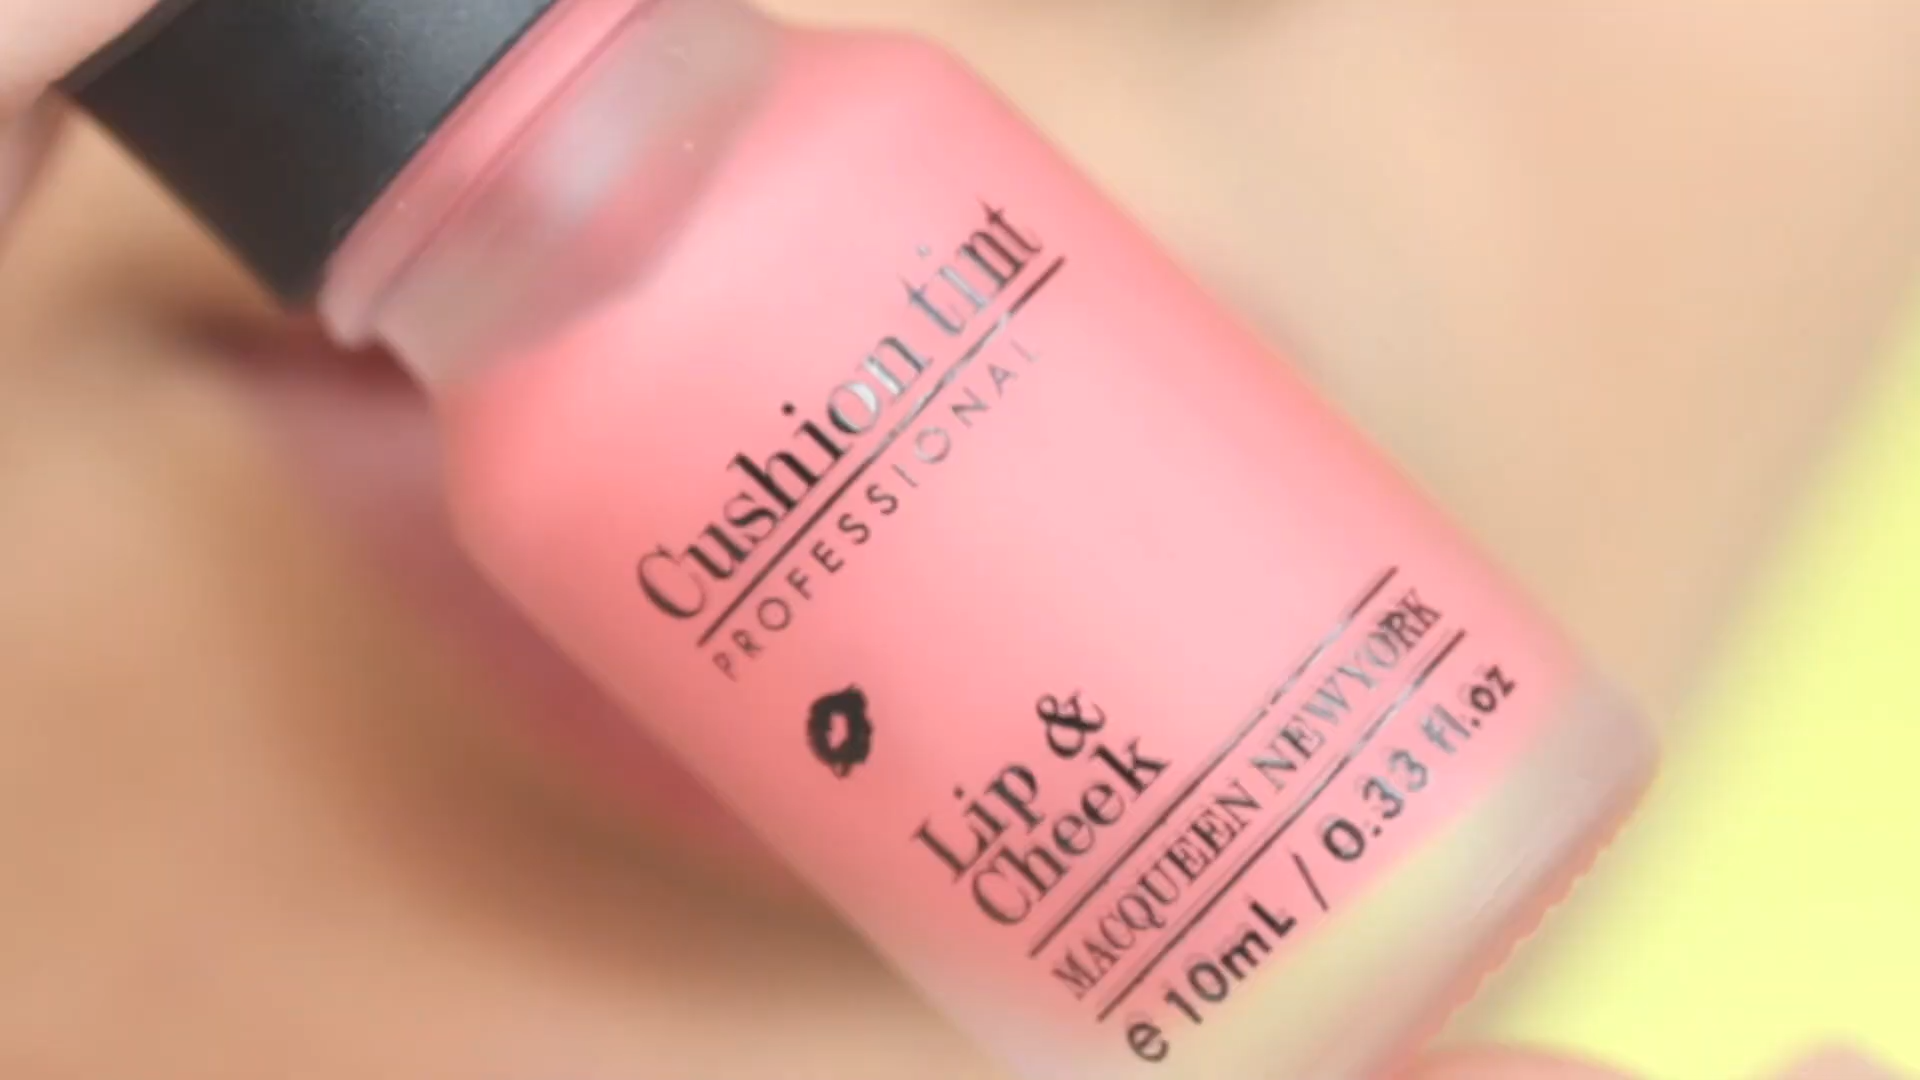 Cushion tint
PROFESSIONAL
Lip &
Cheek
MACQUEEN NEWYORK
e 10mL / 0.33 fl.oz